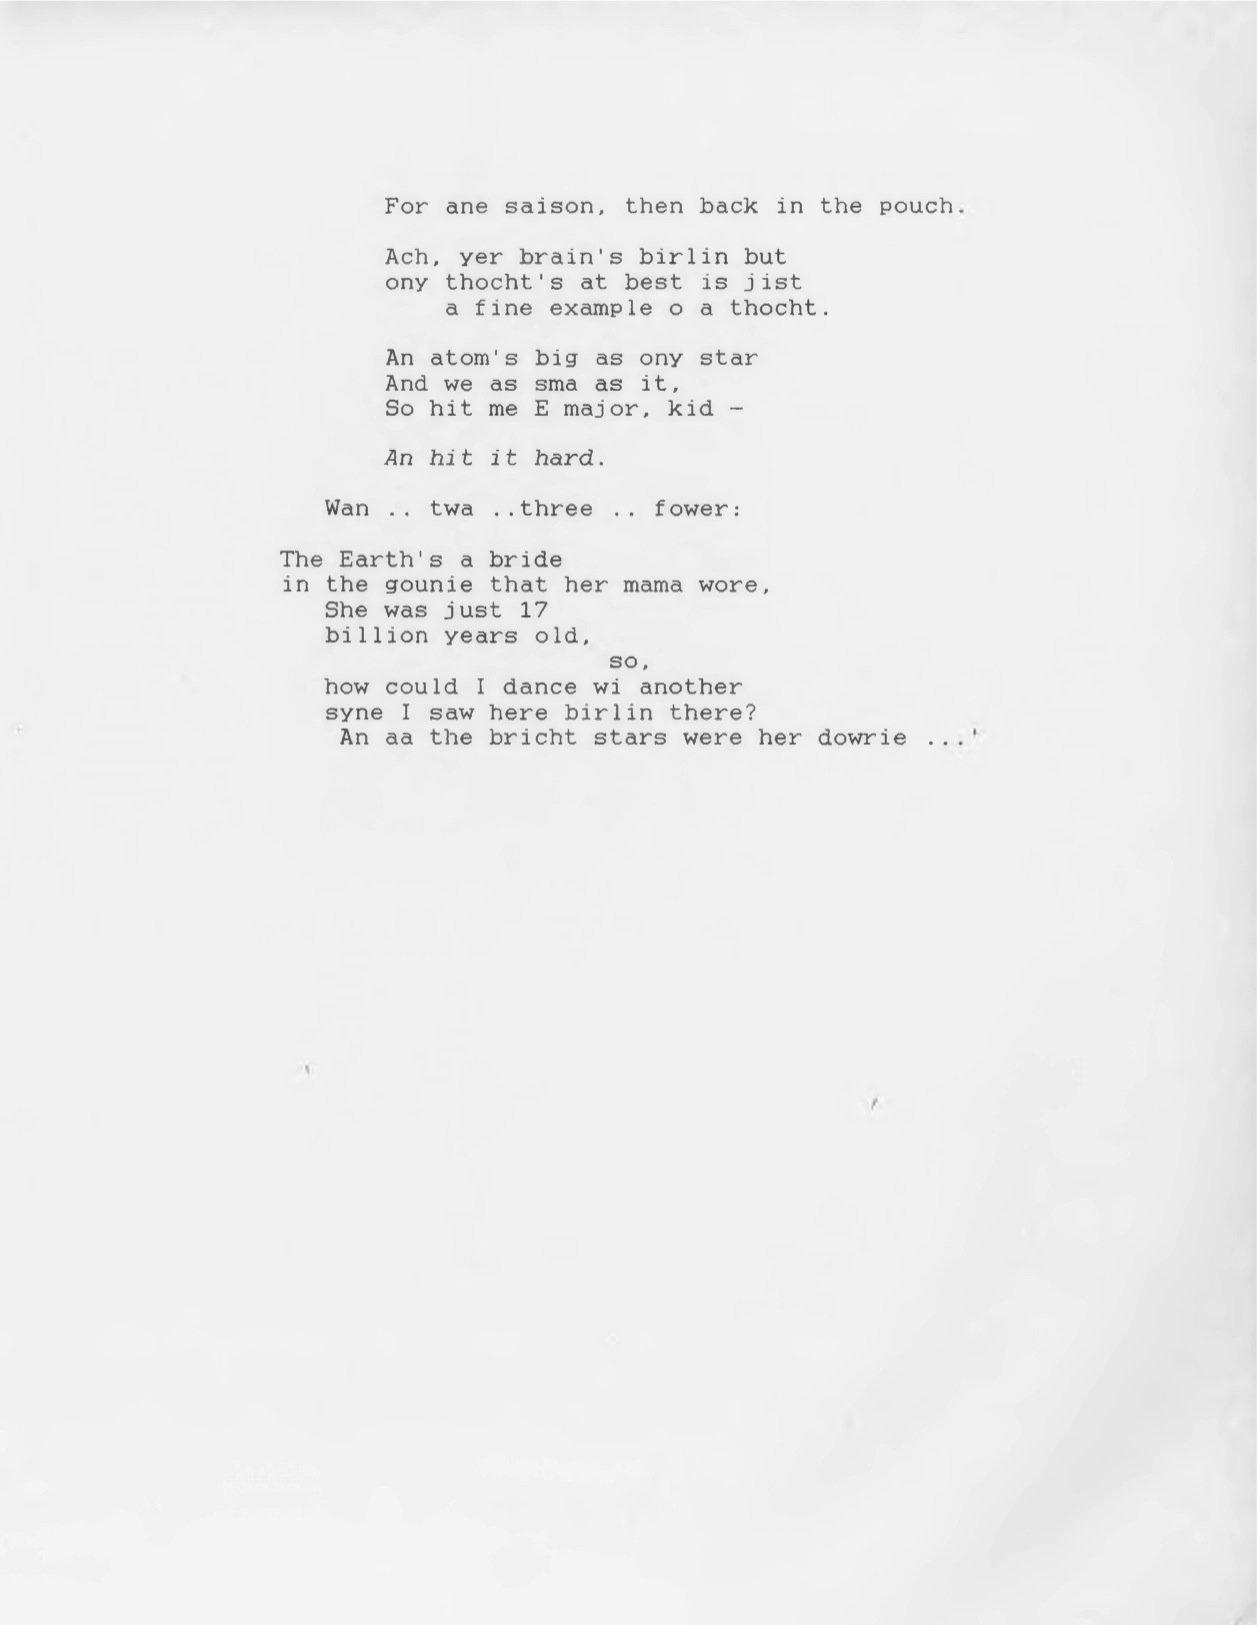 For ane saison, then back in the pouch.
Ach, yer brain's birlin but
ony thocht's at best is jist
a fine example o a thocht.
An atom's big as ony star
And we as sma as it,
So hit me E major, kid -
An hit it hard.
Wan .. twa ..three .. fower:
The Earth's a bride
in the gounie that her mama wore,
She was just 17
billion years old,
so,
how could I dance wi another
syne I saw here birlin there?
An aa the bricht stars were her dowrie ...'